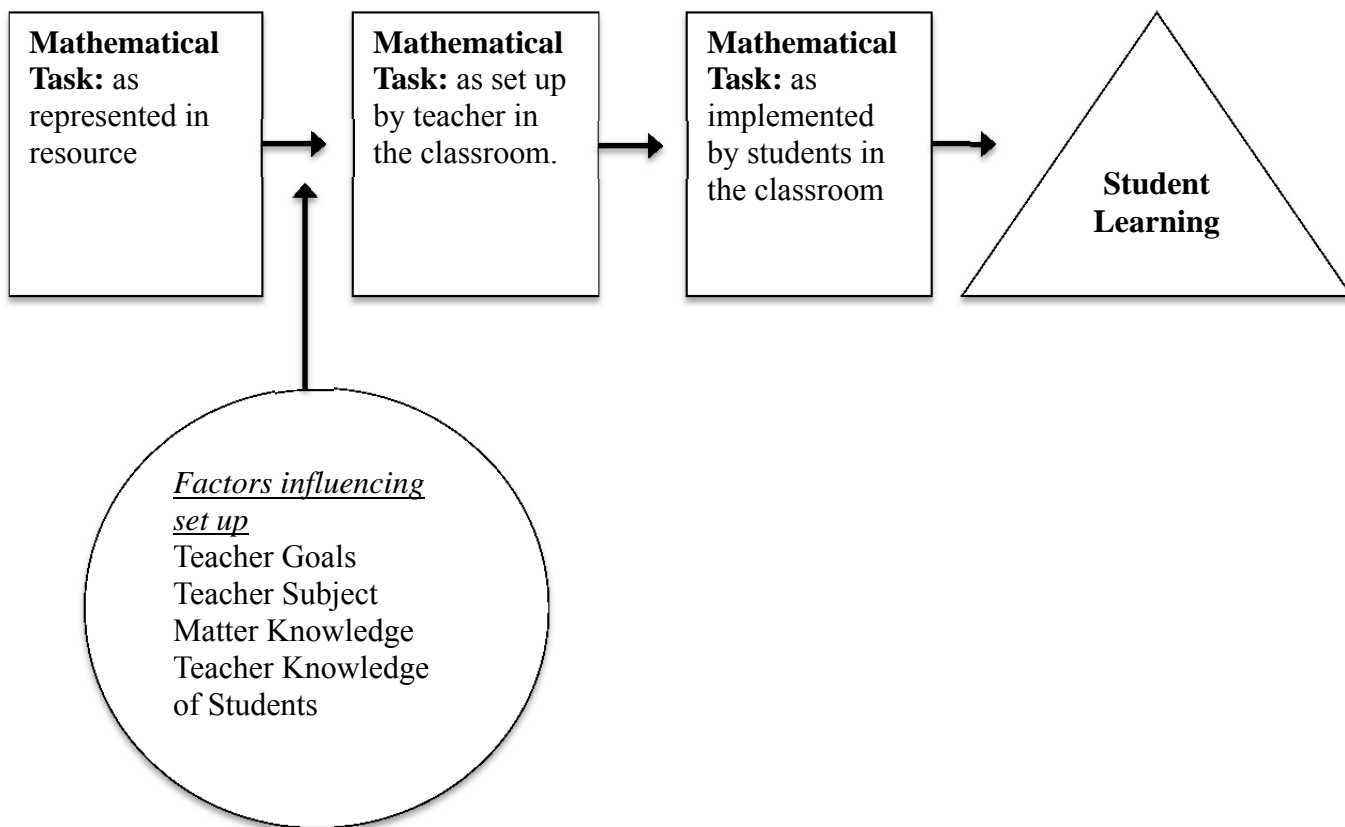 Mathematical
Task: as
represented in
resource
Mathematical
Task: as set up
by teacher in
the classroom.
Mathematical
Task: as
implemented
by students in
the classroom
Student
Learning
Factors influencing
set up
Teacher Goals
Teacher Subject
Matter Knowledge
Teacher Knowledge
of Students